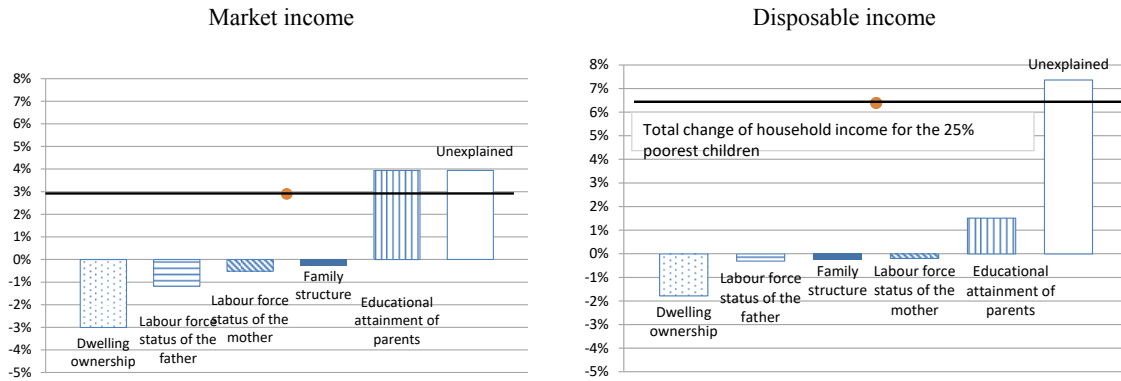 Market income
8%
7%
6%
5%
4%
3%
2%
1%
0%
-1%
-2%
-3%
-4%
-5%
Unexplained
Dwelling
ownership
Labour force
status of the
father
Labour force
status of the
mother
Family
structure
Educational
attainment of
parents
Disposable income
8%
7%
6%
5%
4%
3%
2%
1%
0%
-1%
-2%
-3%
-4%
-5%
Unexplained
Total change of household income for the 25%
poorest children
Dwelling
ownership
Labour force
status of the
father
Family
structure
Labour force
status of the
mother
Educational
attainment of
parents